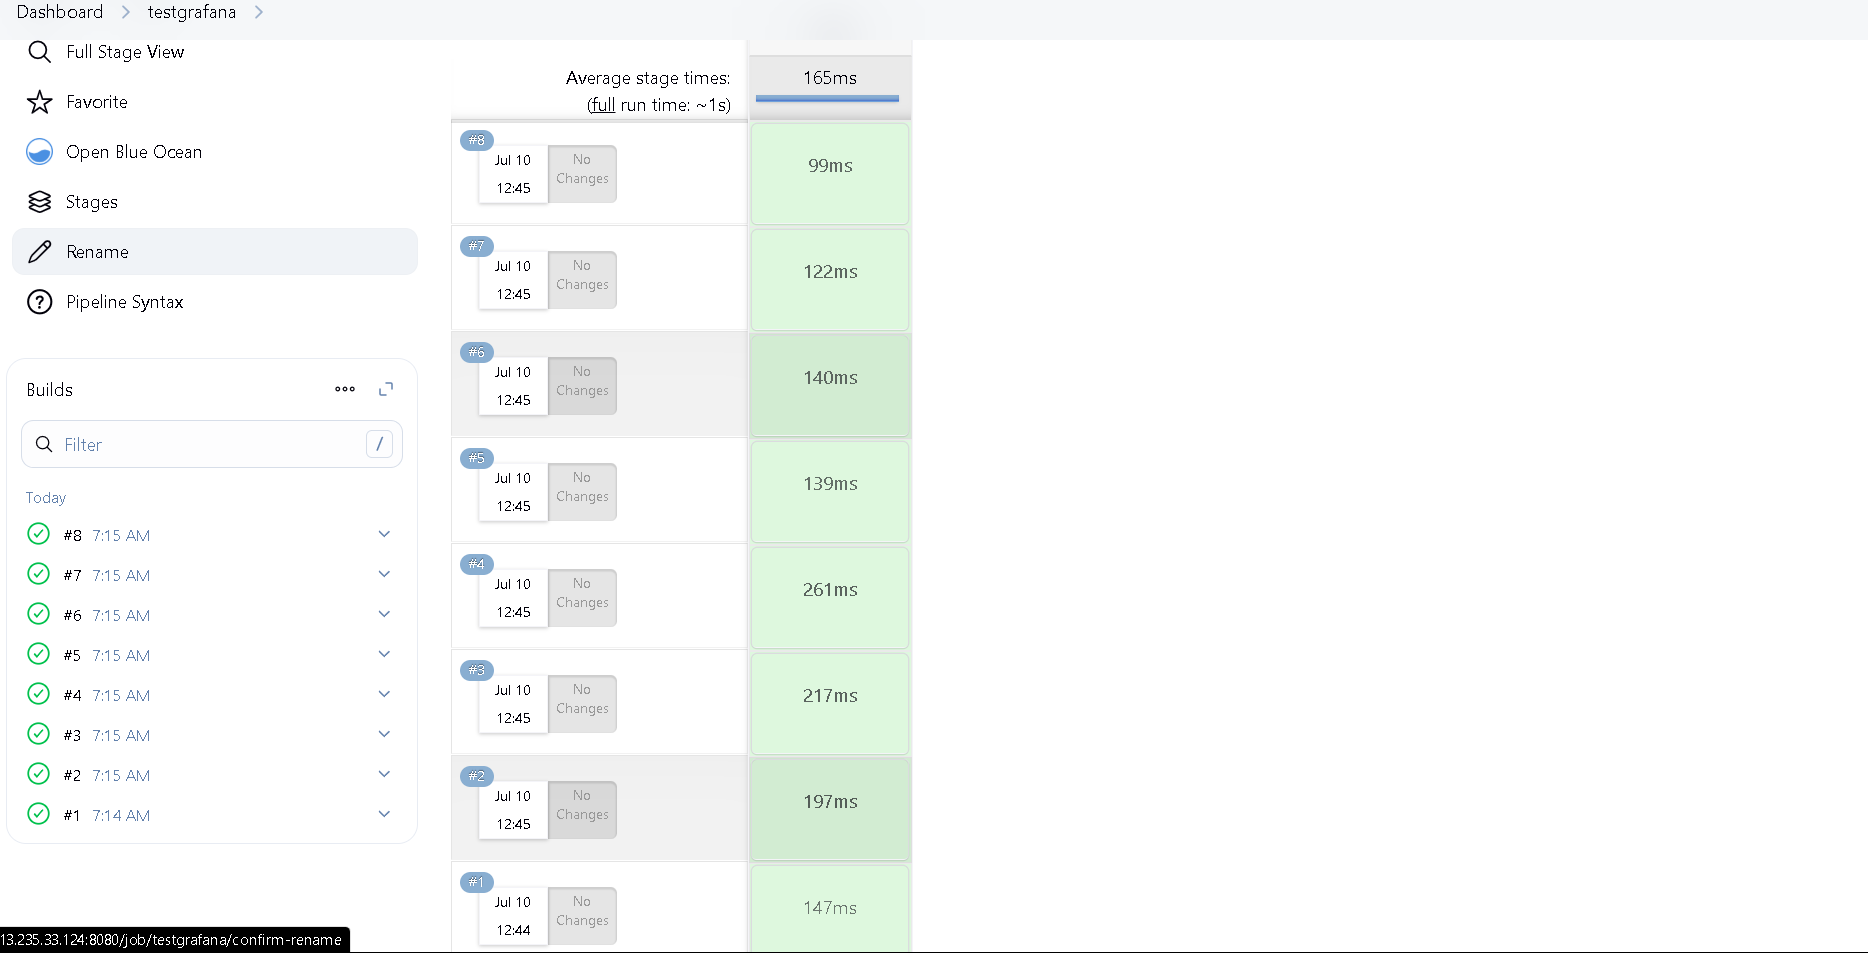 Dashboard > testgrafana >
Full Stage View
Favorite
Open Blue Ocean
Stages
Rename
Pipeline Syntax
Builds
Filter /
Today
#8 7:15 AM
#7 7:15 AM
#6 7:15 AM
#5 7:15 AM
#4 7:15 AM
#3 7:15 AM
#2 7:15 AM
#1 7:14 AM
Average stage times:
(full run time: ~1s)
165ms
#8
Jul 10
12:45
No
Changes
99ms
#7
Jul 10
12:45
No
Changes
122ms
#6
Jul 10
12:45
No
Changes
140ms
#5
Jul 10
12:45
No
Changes
139ms
#4
Jul 10
12:45
No
Changes
261ms
#3
Jul 10
12:45
No
Changes
217ms
#2
Jul 10
12:45
No
Changes
197ms
#1
Jul 10
12:44
No
Changes
147ms
13.235.33.124:8080/job/testgrafana/confirm-rename